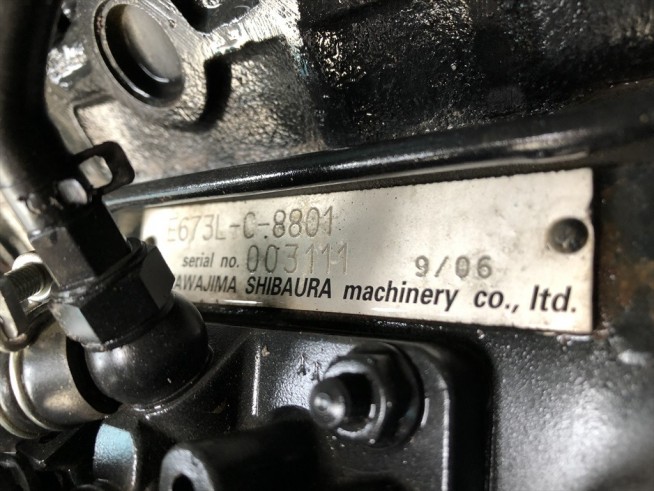 E673L-C-8801
serial no. 003111 9/06
AWAJIMA SHIBAURA machinery co., ltd.